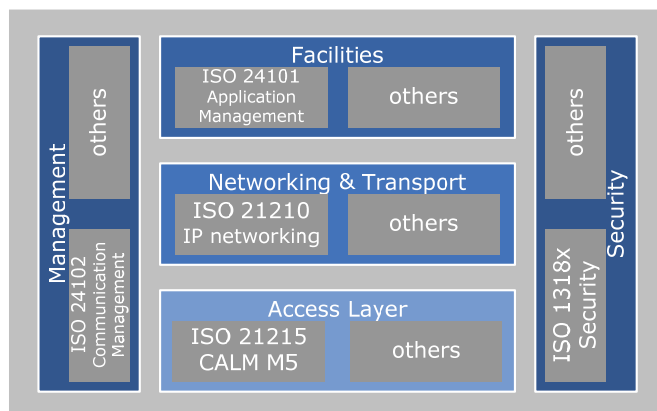 Management
others
ISO 24102
Communication
Management
Facilities
ISO 24101
Application
Management
others
Networking & Transport
ISO 21210
IP networking
others
Access Layer
ISO 21215
CALM M5
others
others
ISO 1318x
Security
Security